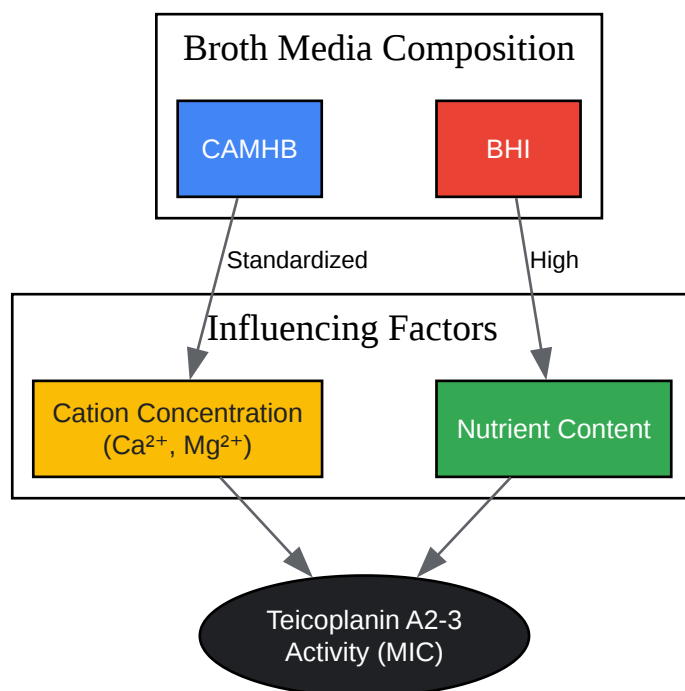 Broth Media Composition
CAMHB
BHI
Standardized
High
Influencing Factors
Cation Concentration
(Ca²⁺, Mg²⁺)
Nutrient Content
Teicoplanin A2-3
Activity (MIC)